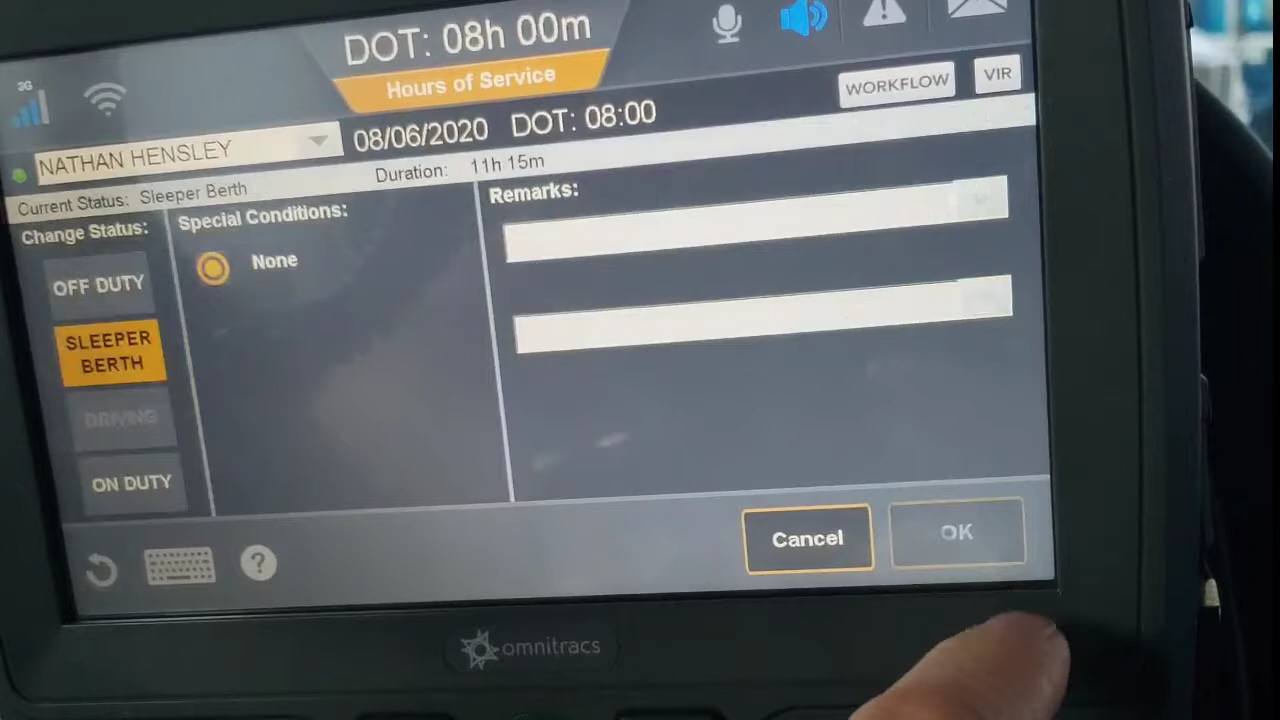 3G
DOT: 08h 00m
Hours of Service
WORKFLOW
VIR
NATHAN HENSLEY
08/06/2020 DOT: 08:00
Current Status: Sleeper Berth
Duration: 11h 15m
Change Status:
Special Conditions:
Remarks:
None
OFF DUTY
SLEEPER
BERTH
DRIVING
ON DUTY
?
Cancel
OK
omnitracs